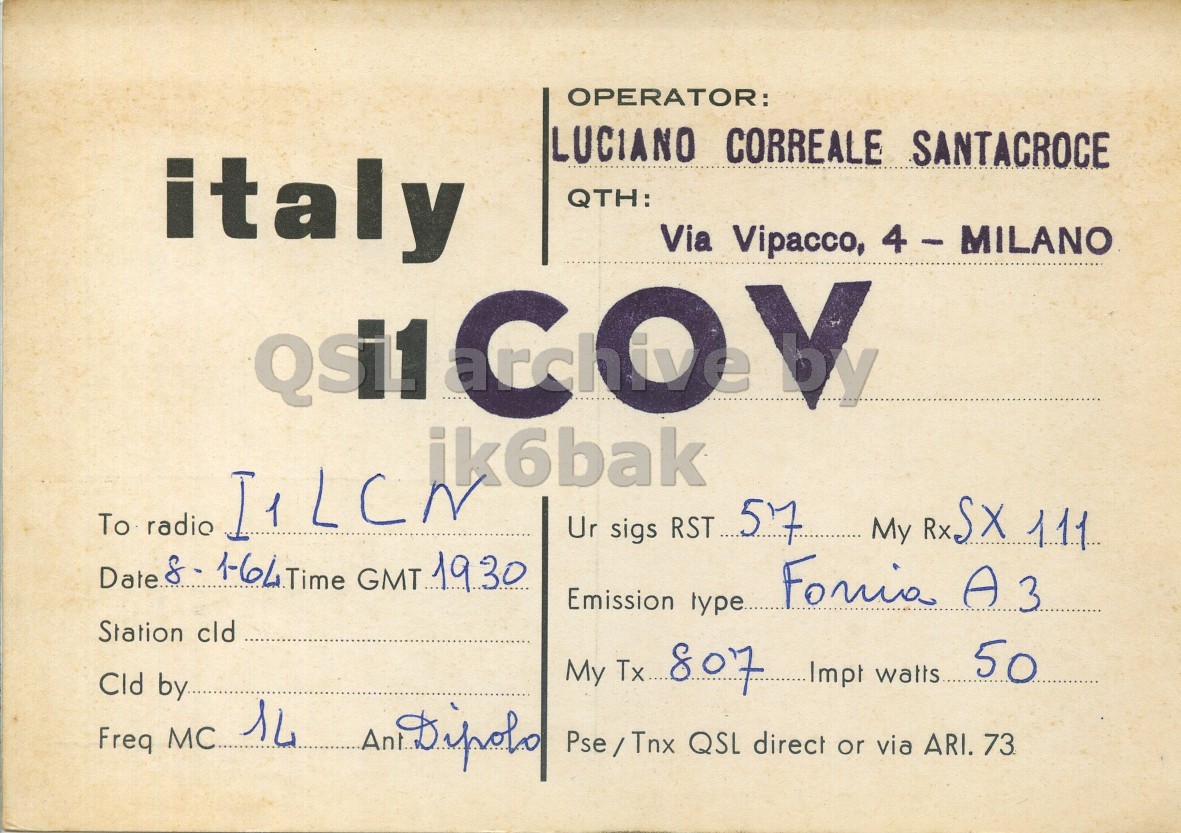 OPERATOR:
LUCIANO CORREALE SANTACROCE
italy
QTH:
Via Vipacco, 4 – MILANO
i1 COV
QSL archive by
ik6bak
To radio I1LCN
Date 8-1-64 Time GMT 1930
Station cld
Cld by
Freq MC 14 Ant Dipolo
Ur sigs RST 57 My Rx SX 111
Emission type Fonia A3
My Tx 807 Impt watts 50
Pse/Tnx QSL direct or via ARI. 73